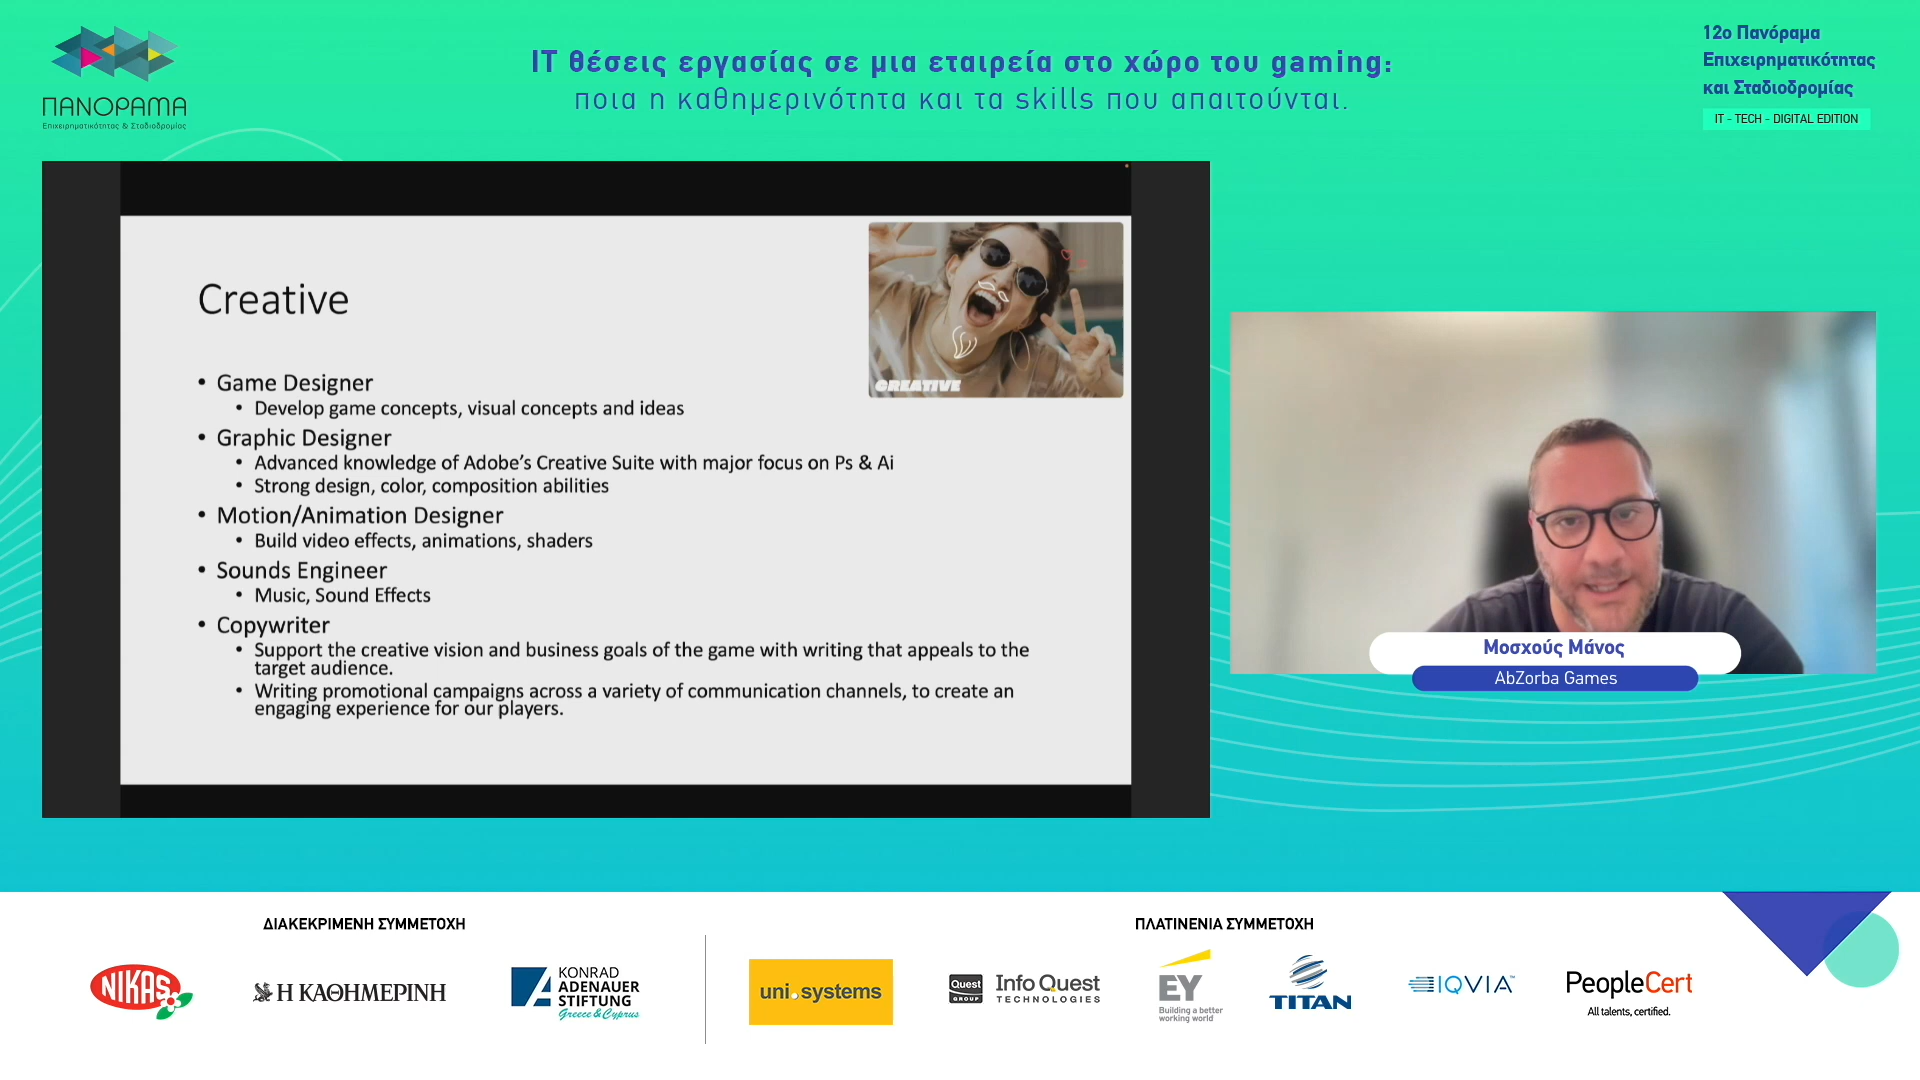 ΠΑΝΟΡΑΜΑ
Επιχειρηματικότητας & Σταδιοδρομίας
IT θέσεις εργασίας σε μια εταιρεία στο χώρο του gaming:
ποια η καθημερινότητα και τα skills που απαιτούνται.
12ο Πανόραμα
Επιχειρηματικότητας
και Σταδιοδρομίας
IT - TECH - DIGITAL EDITION
CREATIVE
Creative
• Game Designer
• Develop game concepts, visual concepts and ideas
• Graphic Designer
• Advanced knowledge of Adobe’s Creative Suite with major focus on Ps & Ai
• Strong design, color, composition abilities
• Motion/Animation Designer
• Build video effects, animations, shaders
• Sounds Engineer
• Music, Sound Effects
• Copywriter
• Support the creative vision and business goals of the game with writing that appeals to the
target audience.
• Writing promotional campaigns across a variety of communication channels, to create an
engaging experience for our players.
Μοσχούς Μάνος
AbZorba Games
ΔΙΑΚΕΚΡΙΜΕΝΗ ΣΥΜΜΕΤΟΧΗ
NIKAS
Η ΚΑΘΗΜΕΡΙΝΗ
KONRAD
ADENAUER
STIFTUNG
Greece & Cyprus
ΠΛΑΤΙΝΕΝΙΑ ΣΥΜΜΕΤΟΧΗ
uni.systems
Quest
GROUP
Info Quest
TECHNOLOGIES
EY
Building a better
working world
TITAN
IQVIA
PeopleCert
All talents, certified.